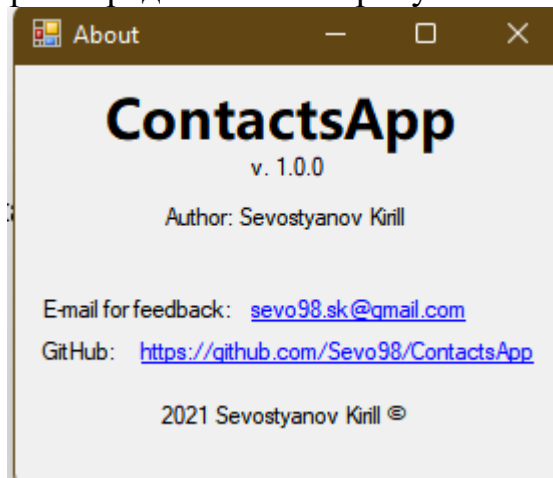 About
ContactsApp
v. 1.0.0
Author: Sevostyanov Kirill
E-mail for feedback: sevo98.sk@gmail.com
GitHub: https://github.com/Sevo98/ContactsApp
2021 Sevostyanov Kirill ©